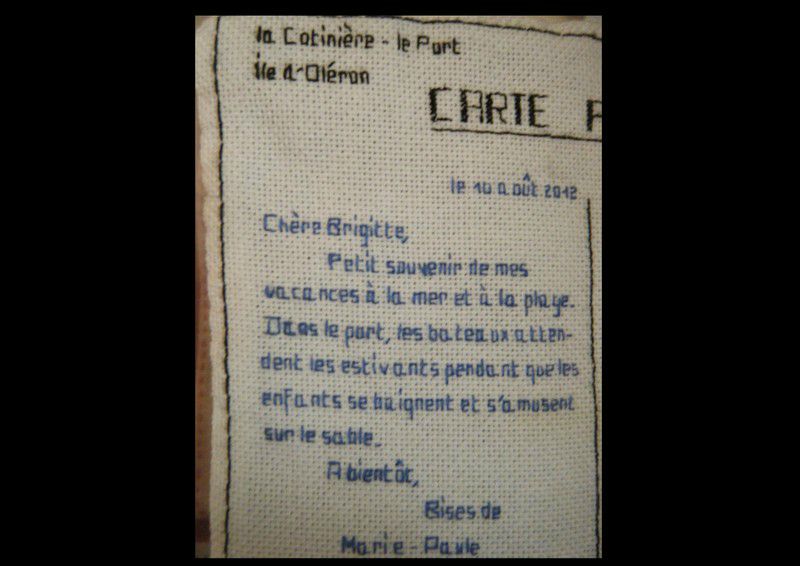 la Cotinière - le Port
île d'Oléron
CARTE P
le 10 août 2012
Chère Brigitte,
Petit souvenir de mes
vacances à la mer et à la plage.
Dans le port, les bateaux atten-
dent les estivants pendant que les
enfants se baignent et s'amusent
sur le sable.
A bientôt,
Bises de
Marie - Paule